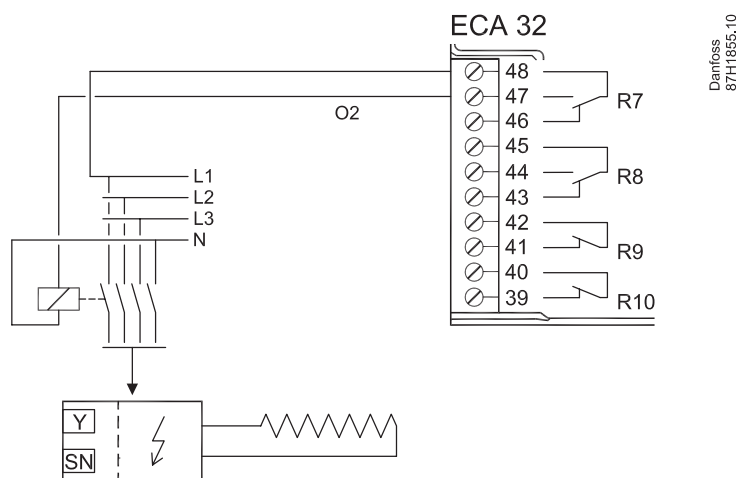 ECA 32
Danfoss
87H1855.10
48
47
46
R7
O2
45
44
43
R8
L1
L2
L3
N
42
41
R9
40
39
R10
Y
SN